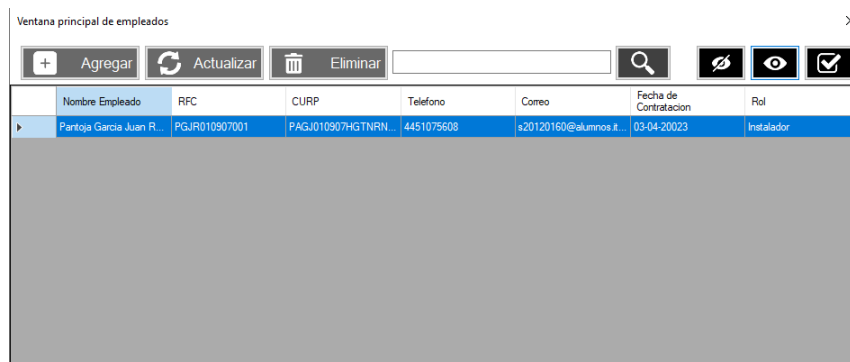 Ventana principal de empleados
Agregar Actualizar Eliminar
Nombre Empleado RFC CURP Telefono Correo Fecha de Contratacion Rol
Pantoja Garcia Juan R... PGJR010907001 PAGJ010907HGTNRN... 4451075608 s20120160@alumnos.it... 03-04-20023 Instalador